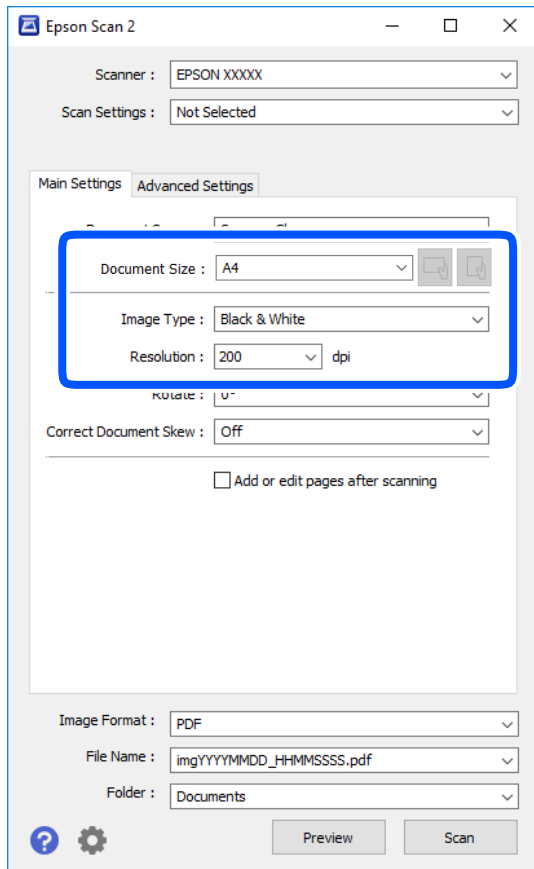 Epson Scan 2
Scanner : EPSON XXXXX
Scan Settings : Not Selected
Main Settings Advanced Settings
Document Size : A4
Image Type : Black & White
Resolution : 200 dpi
Rotate : 0°
Correct Document Skew : Off
Add or edit pages after scanning
Image Format : PDF
File Name : imgYYYYMMDD_HHMMSSSS.pdf
Folder : Documents
? Preview Scan